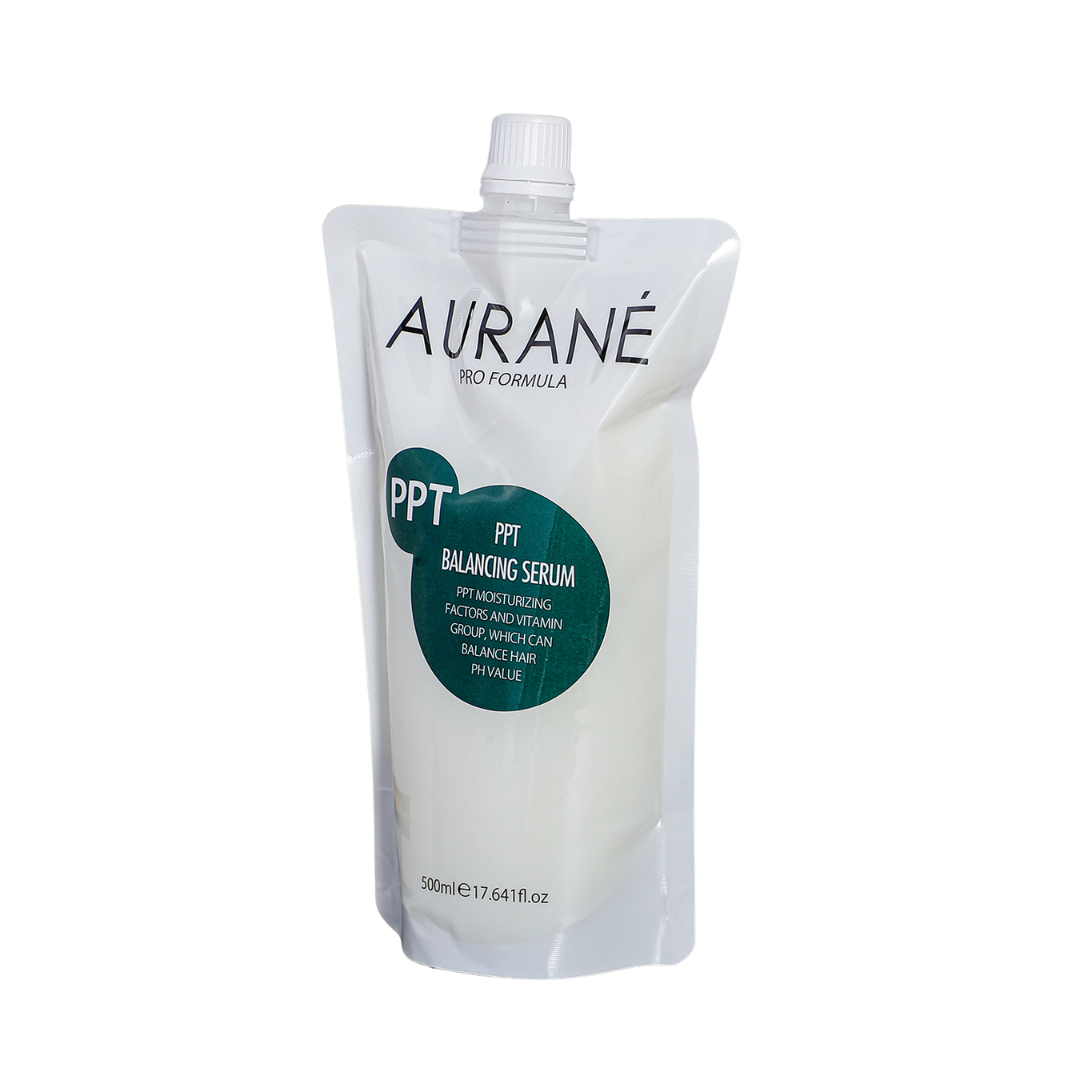 AURANÉ
PRO FORMULA
PPT
PPT
BALANCING SERUM
PPT MOISTURIZING
FACTORS AND VITAMIN
GROUP, WHICH CAN
BALANCE HAIR
PH VALUE
500ml℮17.641fl.oz